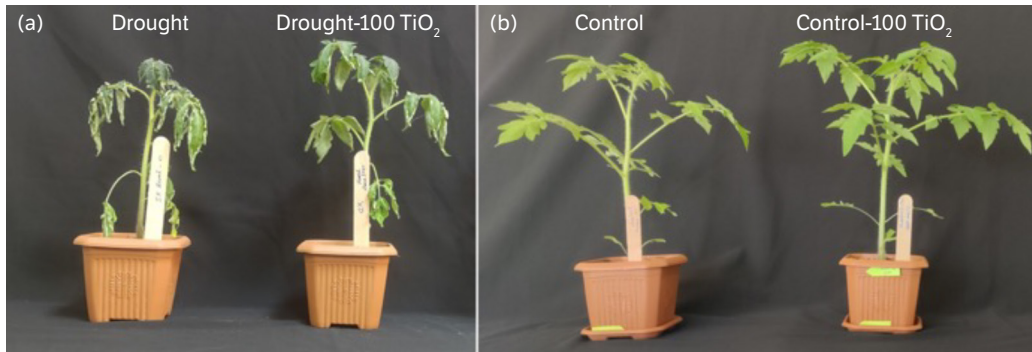 (a)
Drought
Drought-100 TiO₂
(b)
Control
Control-100 TiO₂